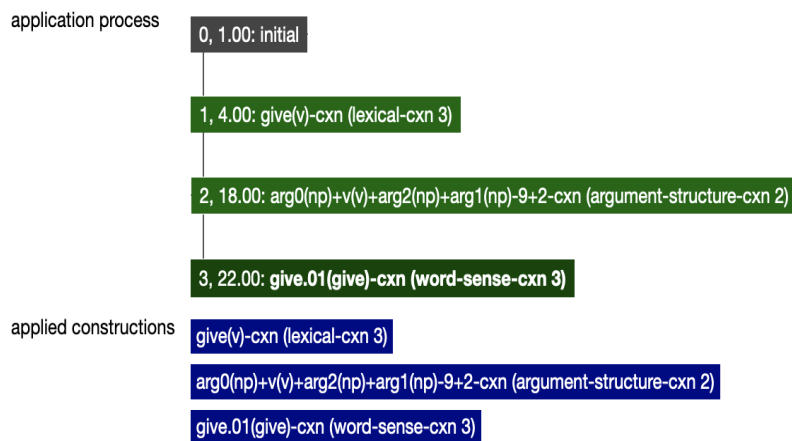 application process
0, 1.00: initial
1, 4.00: give(v)-cxn (lexical-cxn 3)
2, 18.00: arg0(np)+v(v)+arg2(np)+arg1(np)-9+2-cxn (argument-structure-cxn 2)
3, 22.00: give.01(give)-cxn (word-sense-cxn 3)
applied constructions
give(v)-cxn (lexical-cxn 3)
arg0(np)+v(v)+arg2(np)+arg1(np)-9+2-cxn (argument-structure-cxn 2)
give.01(give)-cxn (word-sense-cxn 3)